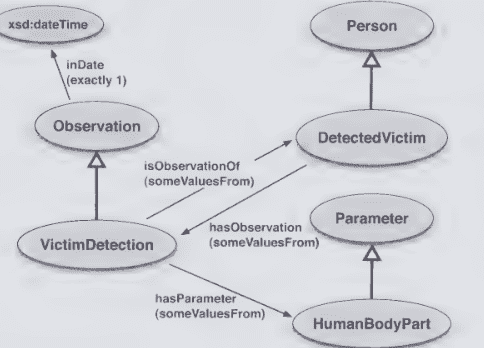 xsd:dateTime
Person
inDate
(exactly 1)
Observation
DetectedVictim
isObservationOf
(someValuesFrom)
hasObservation
(someValuesFrom)
Parameter
VictimDetection
hasParameter
(someValuesFrom)
HumanBodyPart